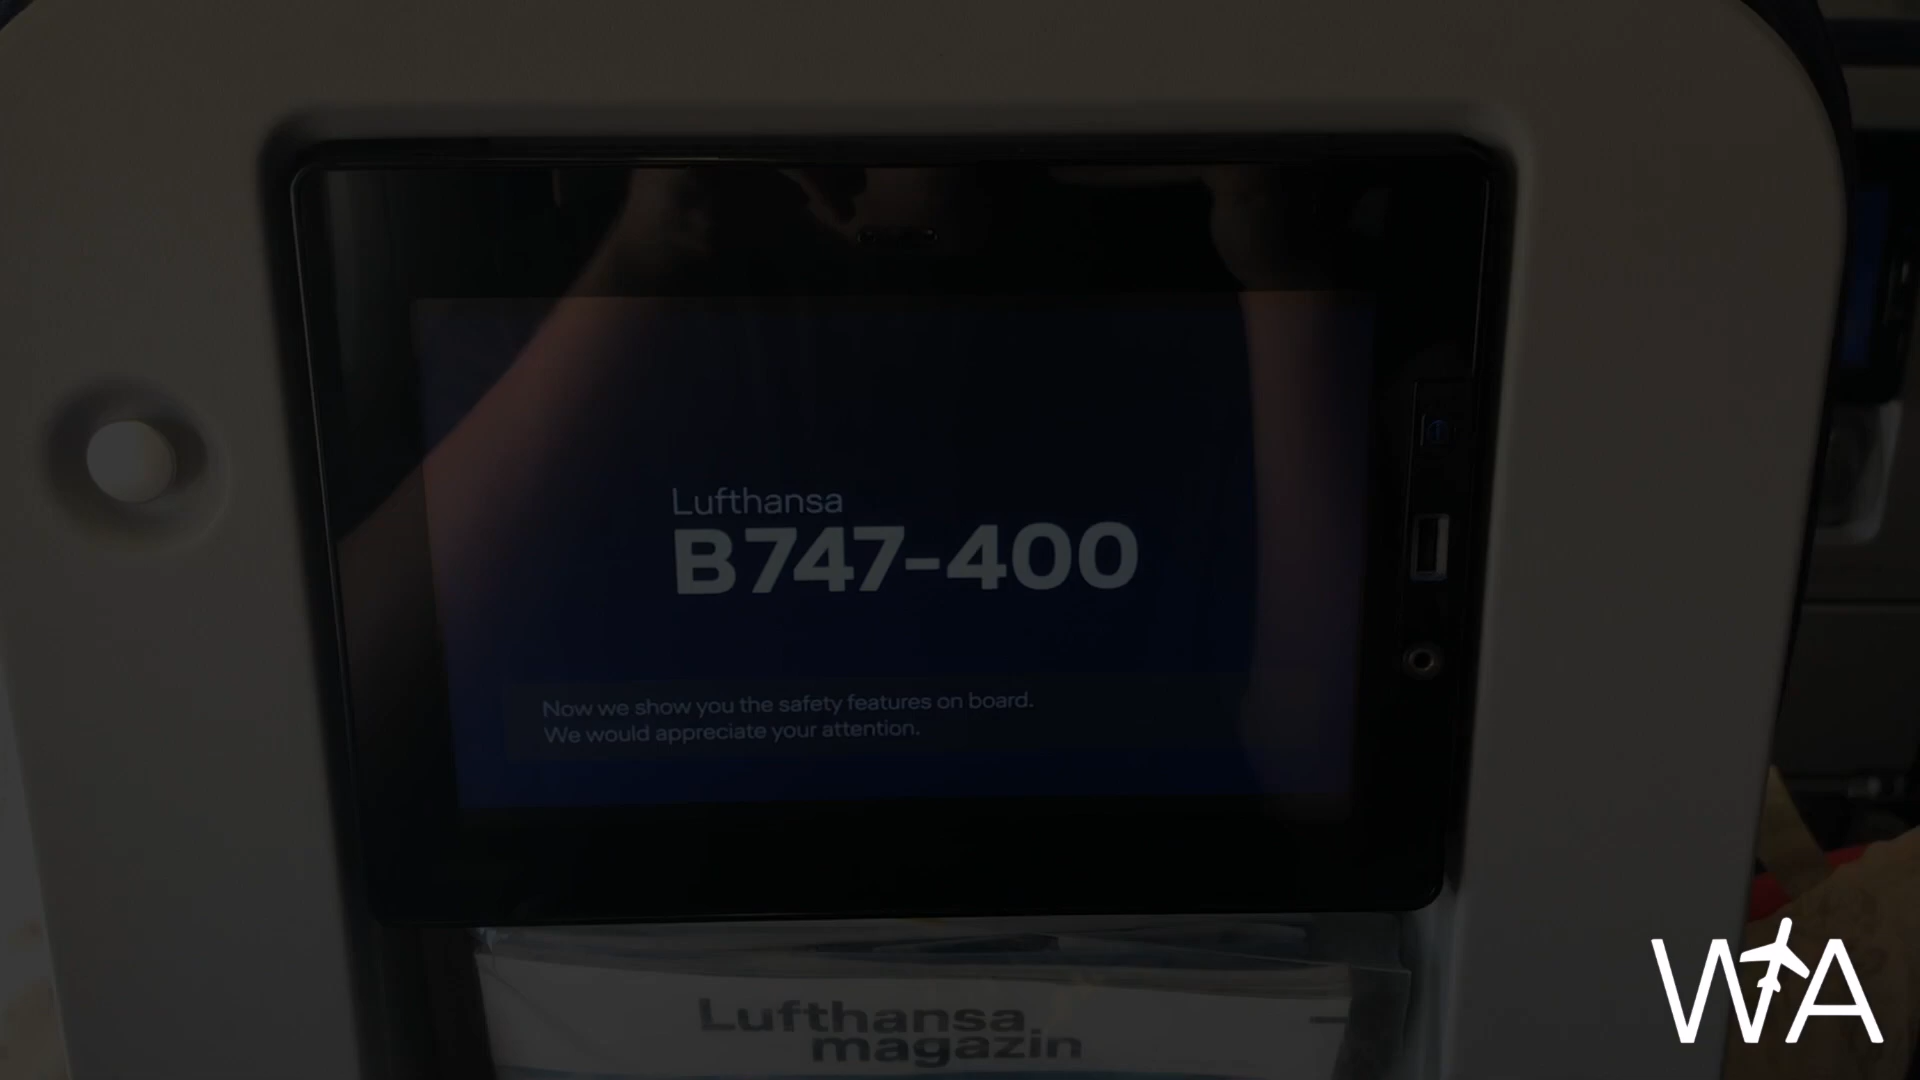 Lufthansa
B747-400
Now we show you the safety features on board.
We would appreciate your attention.
Lufthansa
magazin
WA